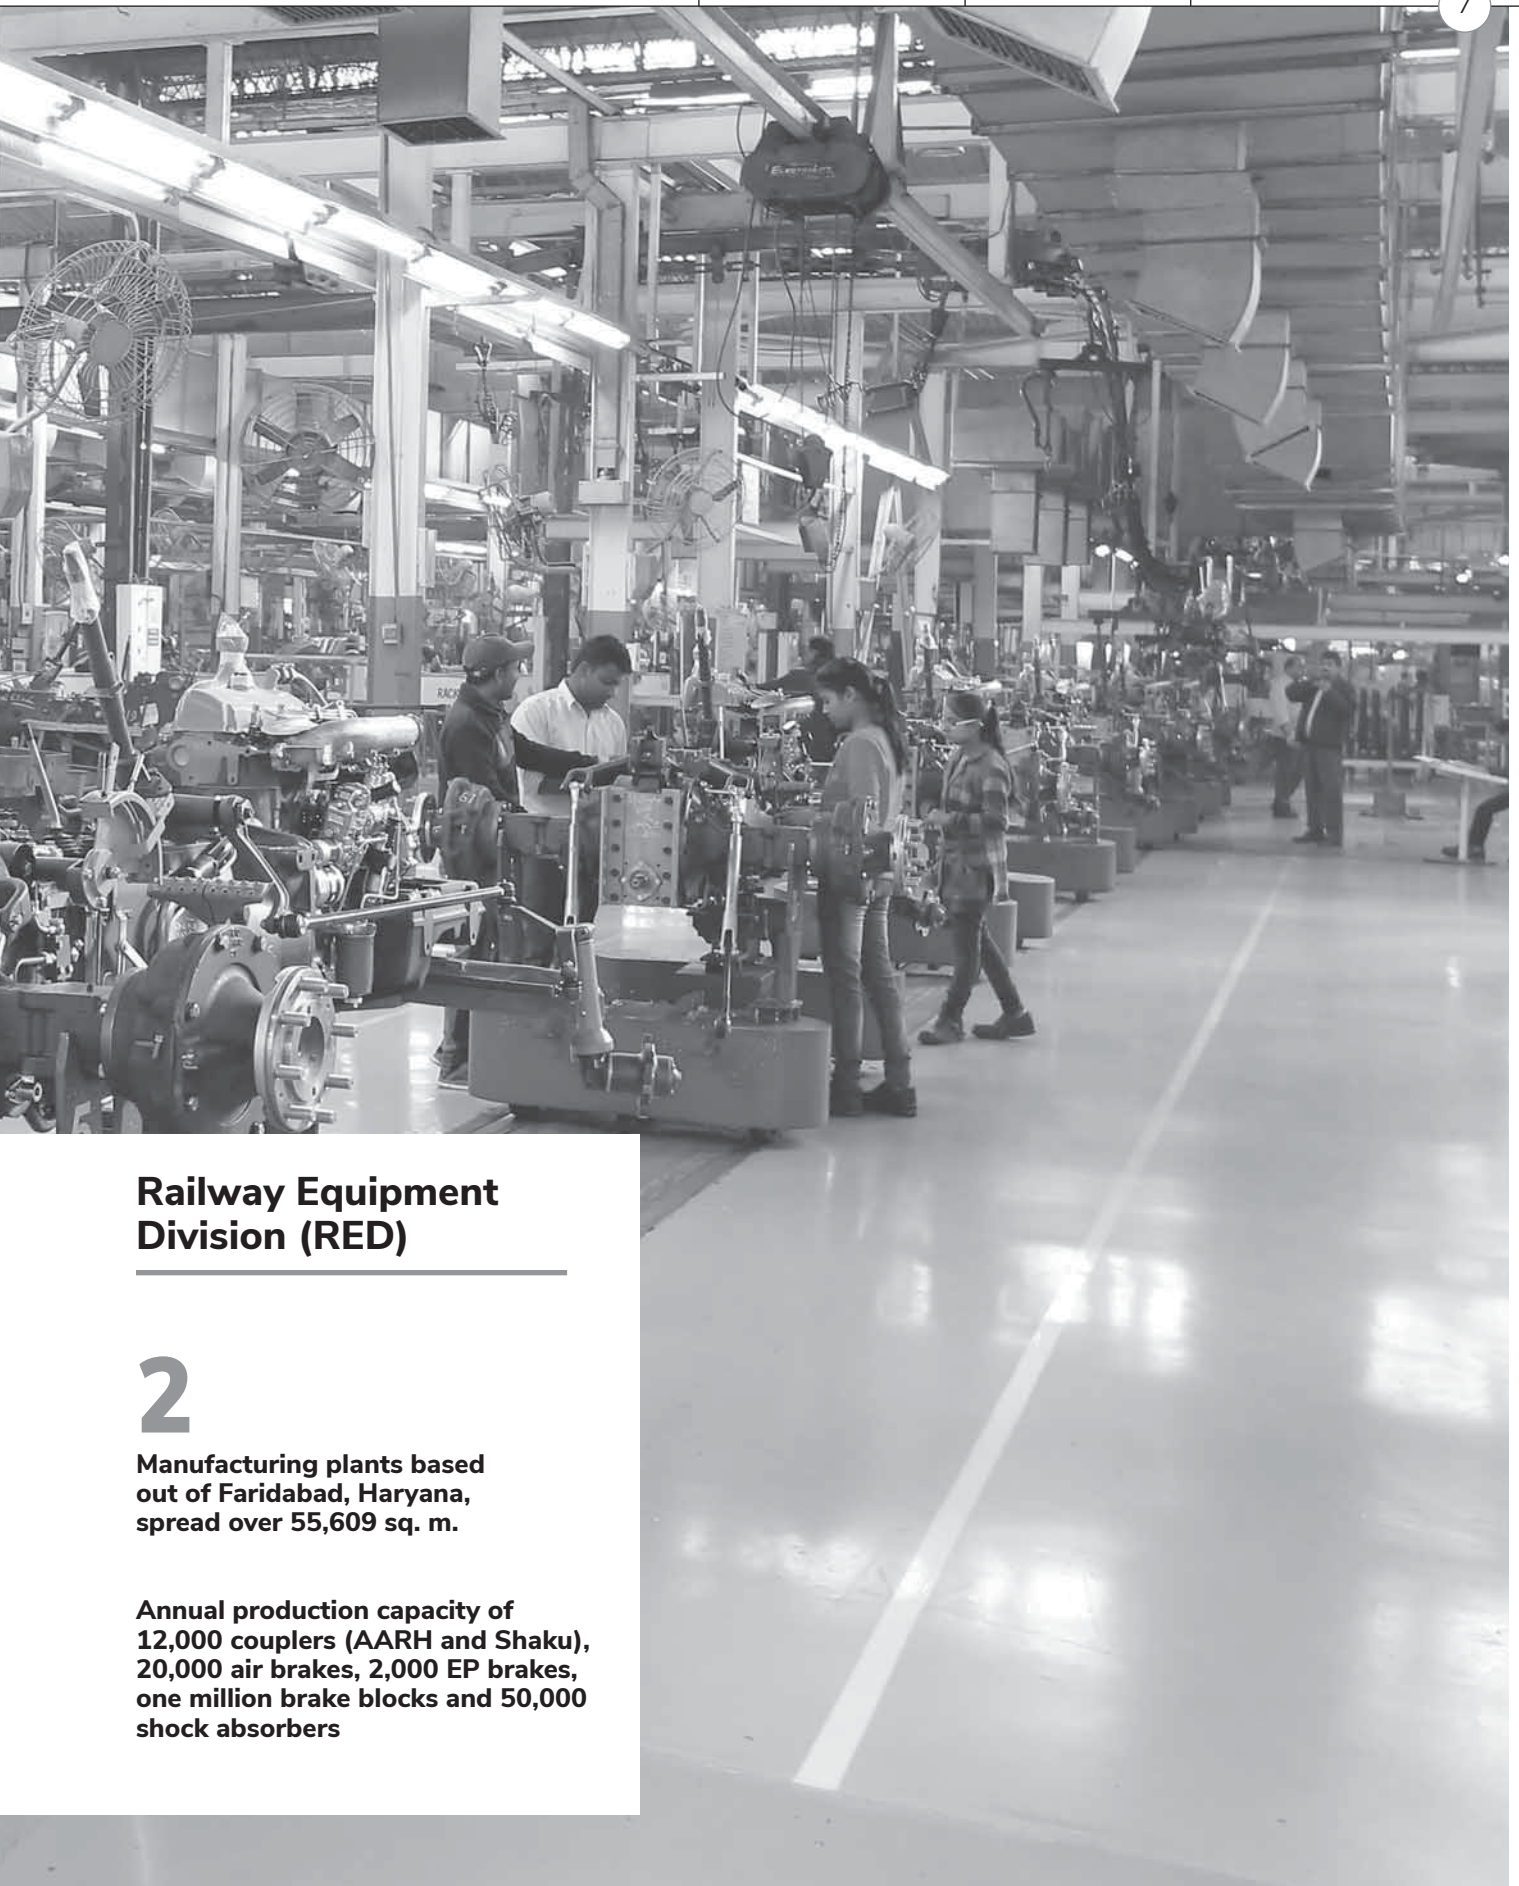 7
RACK
Railway Equipment
Division (RED)
2
Manufacturing plants based
out of Faridabad, Haryana,
spread over 55,609 sq. m.
Annual production capacity of
12,000 couplers (AARH and Shaku),
20,000 air brakes, 2,000 EP brakes,
one million brake blocks and 50,000
shock absorbers